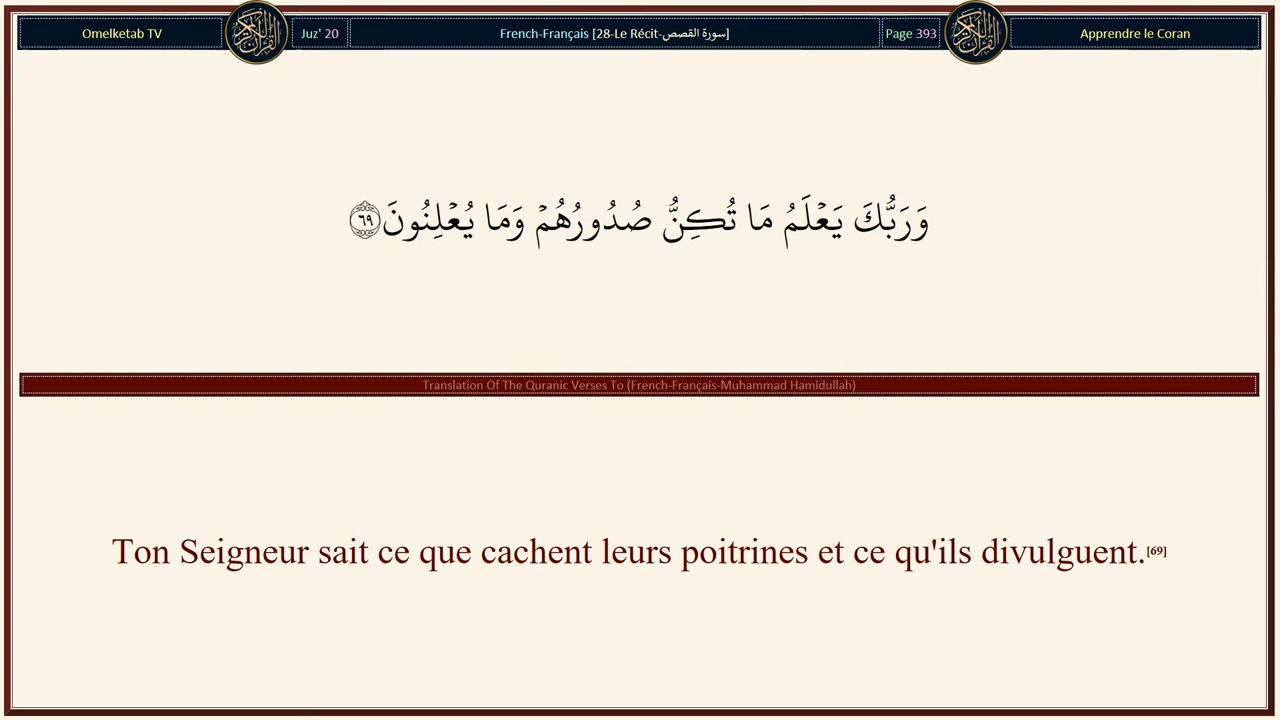 Omelketab TV
Juz' 20
French-Français [28-Le Récit-سورة القصص]
Page 393
Apprendre le Coran
وَرَبُّكَ يَعْلَمُ مَا تُكِنُّ صُدُورُهُمْ وَمَا يُعْلِنُونَ ٦٩
Translation Of The Quranic Verses To (French-Français-Muhammad Hamidullah)
Ton Seigneur sait ce que cachent leurs poitrines et ce qu'ils divulguent.[69]